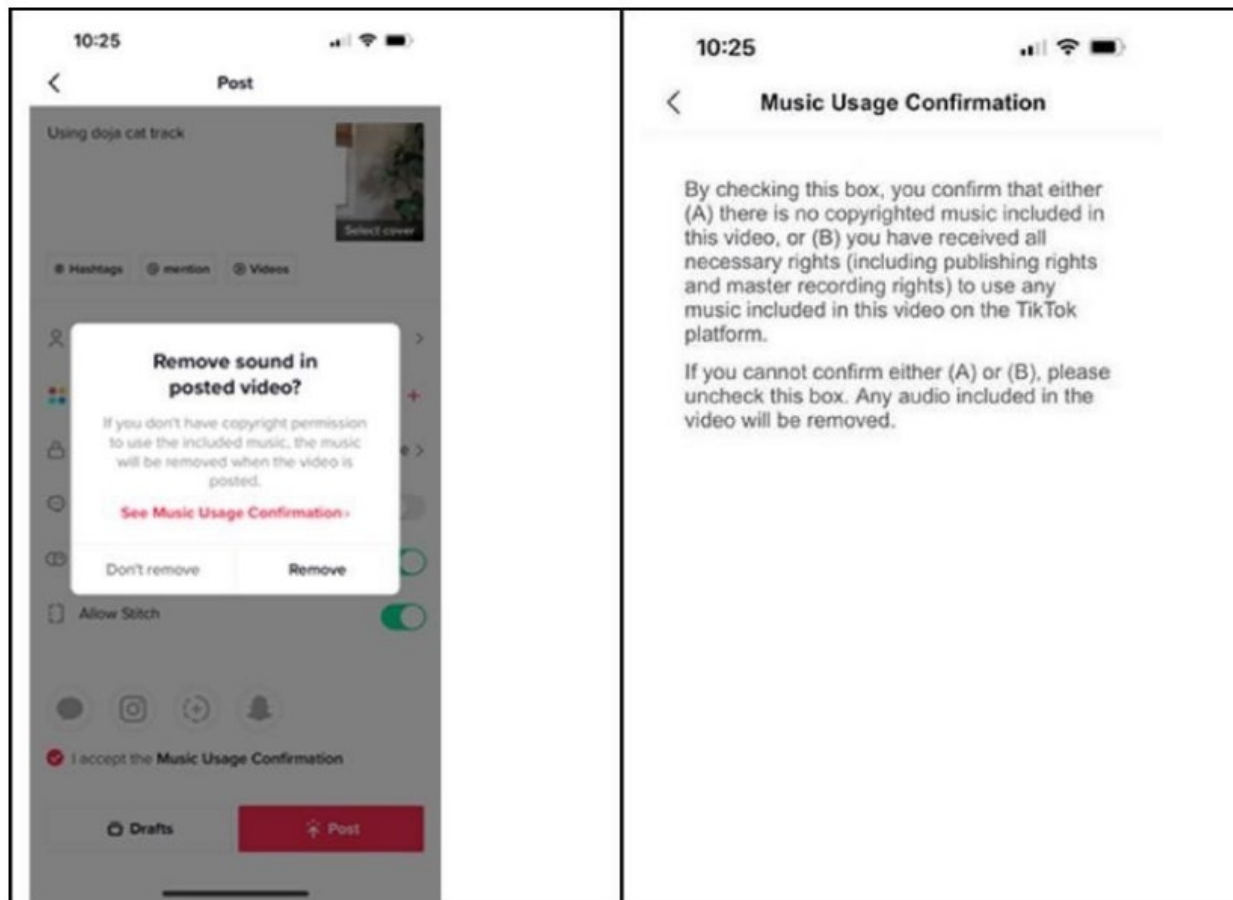 10:25
Post
Using doja cat track
Select cover
# Hashtags
@ mention
Videos
Remove sound in
posted video?
If you don't have copyright permission
to use the included music, the music
will be removed when the video is
posted.
See Music Usage Confirmation ›
Don't remove
Remove
Allow Stitch
I accept the Music Usage Confirmation
Drafts
Post
10:25
Music Usage Confirmation
By checking this box, you confirm that either
(A) there is no copyrighted music included in
this video, or (B) you have received all
necessary rights (including publishing rights
and master recording rights) to use any
music included in this video on the TikTok
platform.
If you cannot confirm either (A) or (B), please
uncheck this box. Any audio included in the
video will be removed.